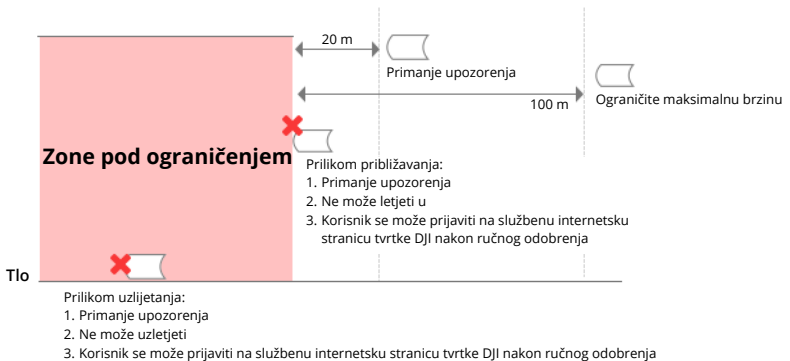 20 m
Primanje upozorenja
100 m
Ograničite maksimalnu brzinu
Zone pod ograničenjem
Prilikom približavanja:
1. Primanje upozorenja
2. Ne može letjeti u
3. Korisnik se može prijaviti na službenu internetsku
stranicu tvrtke DJI nakon ručnog odobrenja
Tlo
Prilikom uzlijetanja:
1. Primanje upozorenja
2. Ne može uzletjeti
3. Korisnik se može prijaviti na službenu internetsku stranicu tvrtke DJI nakon ručnog odobrenja